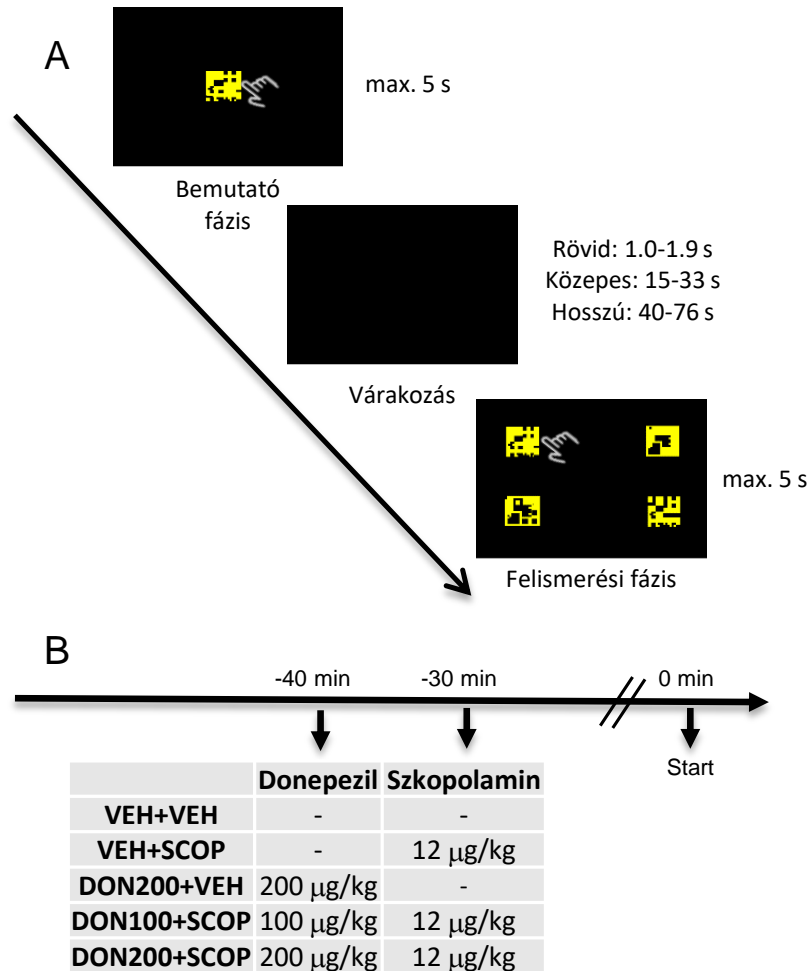 A
max. 5 s
Bemutató
fázis
Rövid: 1.0-1.9 s
Közepes: 15-33 s
Hosszú: 40-76 s
Várakozás
max. 5 s
Felismerési fázis
B
-40 min -30 min 0 min
Start
Donepezil Szkopolamin
VEH+VEH - -
VEH+SCOP - 12 µg/kg
DON200+VEH 200 µg/kg -
DON100+SCOP 100 µg/kg 12 µg/kg
DON200+SCOP 200 µg/kg 12 µg/kg